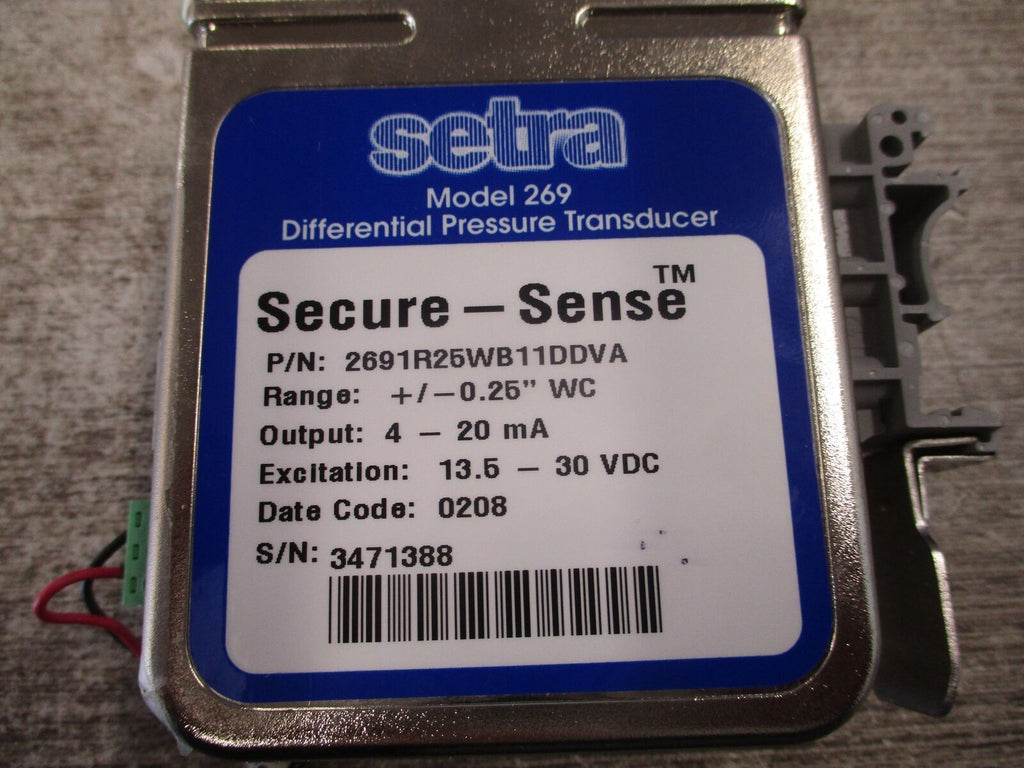 setra
Model 269
Differential Pressure Transducer
Secure – Sense™
P/N: 2691R25WB11DDVA
Range: +/–0.25” WC
Output: 4 – 20 mA
Excitation: 13.5 – 30 VDC
Date Code: 0208
S/N: 3471388